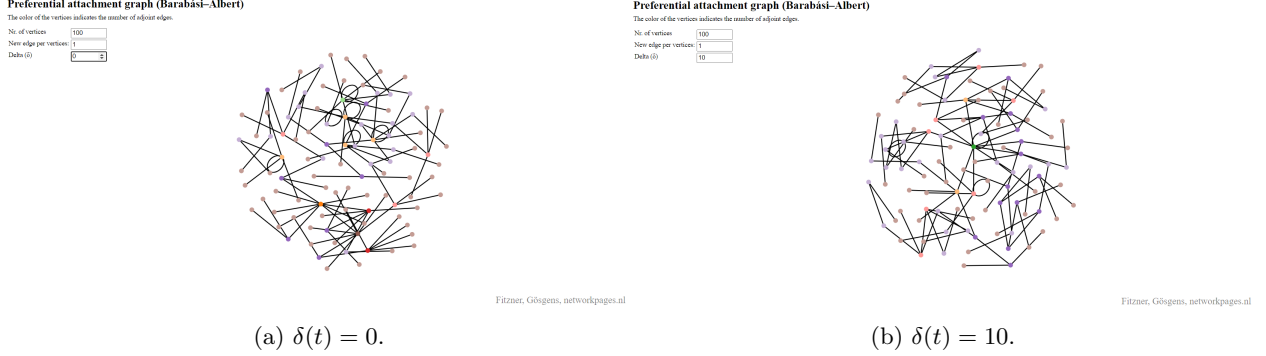 Preferential attachment graph (Barabási–Albert)
The color of the vertices indicates the number of adjoint edges.
Nr. of vertices 100
New edge per vertices: 1
Delta (δ) 0
Fitzner, Gösgens, networkpages.nl
(a) δ(t) = 0.
Preferential attachment graph (Barabási–Albert)
The color of the vertices indicates the number of adjoint edges.
Nr. of vertices 100
New edge per vertices: 1
Delta (δ) 10
Fitzner, Gösgens, networkpages.nl
(b) δ(t) = 10.